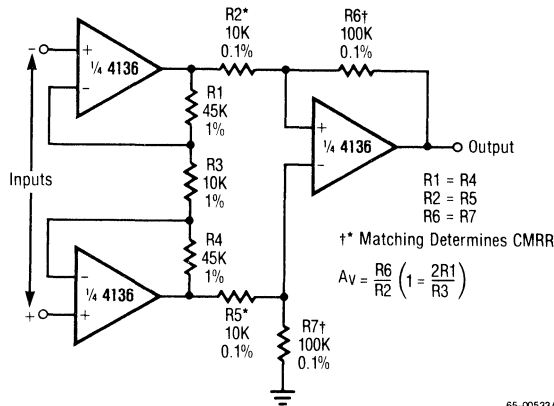 R2*
10K
0.1%
R6†
100K
0.1%
−
+
¼ 4136
−
R1
45K
1%
+
¼ 4136
−
Output
Inputs
R3
10K
1%
R1 = R4
R2 = R5
R6 = R7
†* Matching Determines CMRR
R4
45K
1%
−
¼ 4136
+
+
AV = R6/R2 (1 = 2R1/R3)
R5*
10K
0.1%
R7†
100K
0.1%